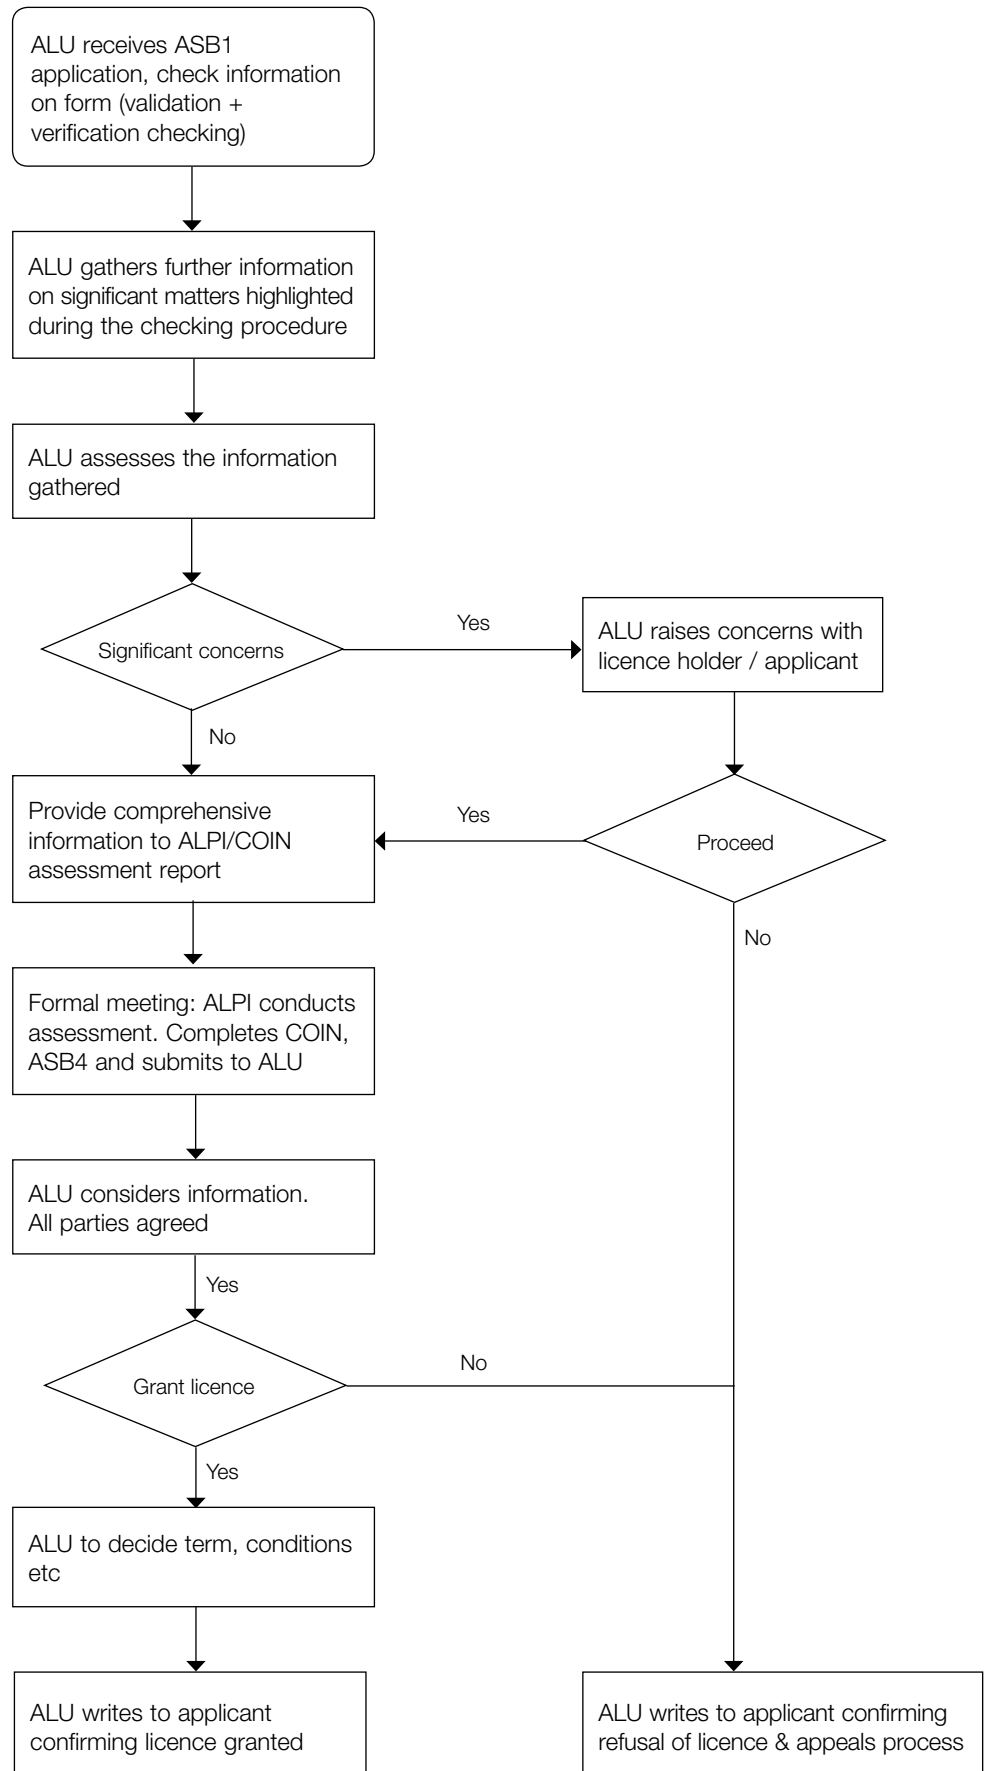 ALU receives ASB1
application, check information
on form (validation +
verification checking)
ALU gathers further information
on significant matters highlighted
during the checking procedure
ALU assesses the information
gathered
Significant concerns
Yes
ALU raises concerns with
licence holder / applicant
No
Provide comprehensive
information to ALPI/COIN
assessment report
Yes
Proceed
No
Formal meeting: ALPI conducts
assessment. Completes COIN,
ASB4 and submits to ALU
ALU considers information.
All parties agreed
Yes
Grant licence
No
Yes
ALU to decide term, conditions
etc
ALU writes to applicant
confirming licence granted
ALU writes to applicant confirming
refusal of licence & appeals process